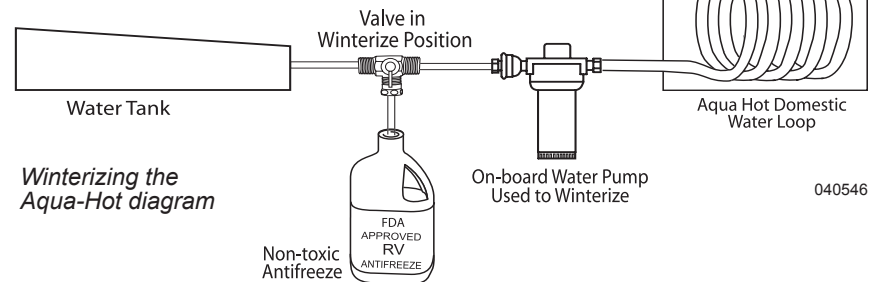 Valve in
Winterize Position
Water Tank
Aqua Hot Domestic
Water Loop
Winterizing the
Aqua-Hot diagram
On-board Water Pump
Used to Winterize
040546
FDA
APPROVED
RV
ANTIFREEZE
Non-toxic
Antifreeze